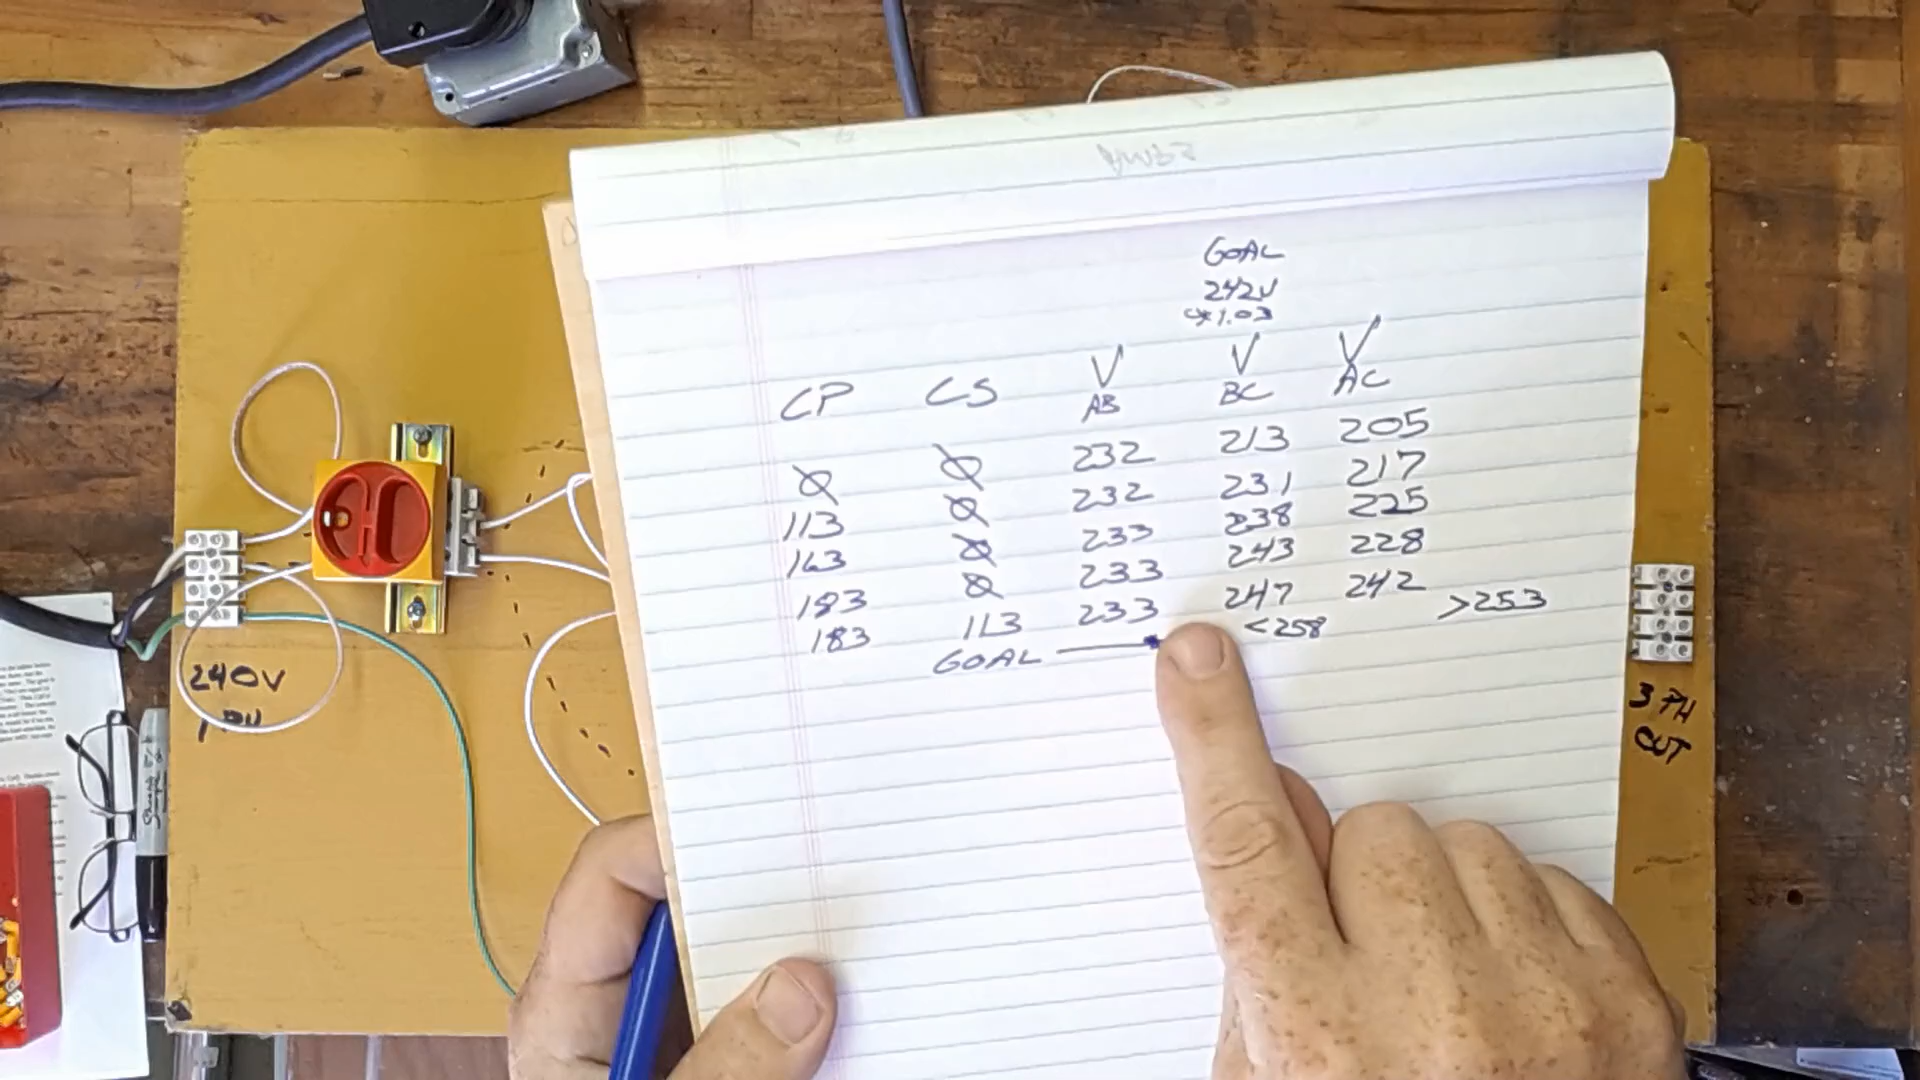 GOAL
242V
↳x1.03
CP CS V AB V BC V AC
Ø Ø 232 213 205
113 Ø 232 231 217
163 Ø 233 238 225
183 Ø 233 243 228
183 113 233 247 242
GOAL <258 >253
240V
3 PH
OUT